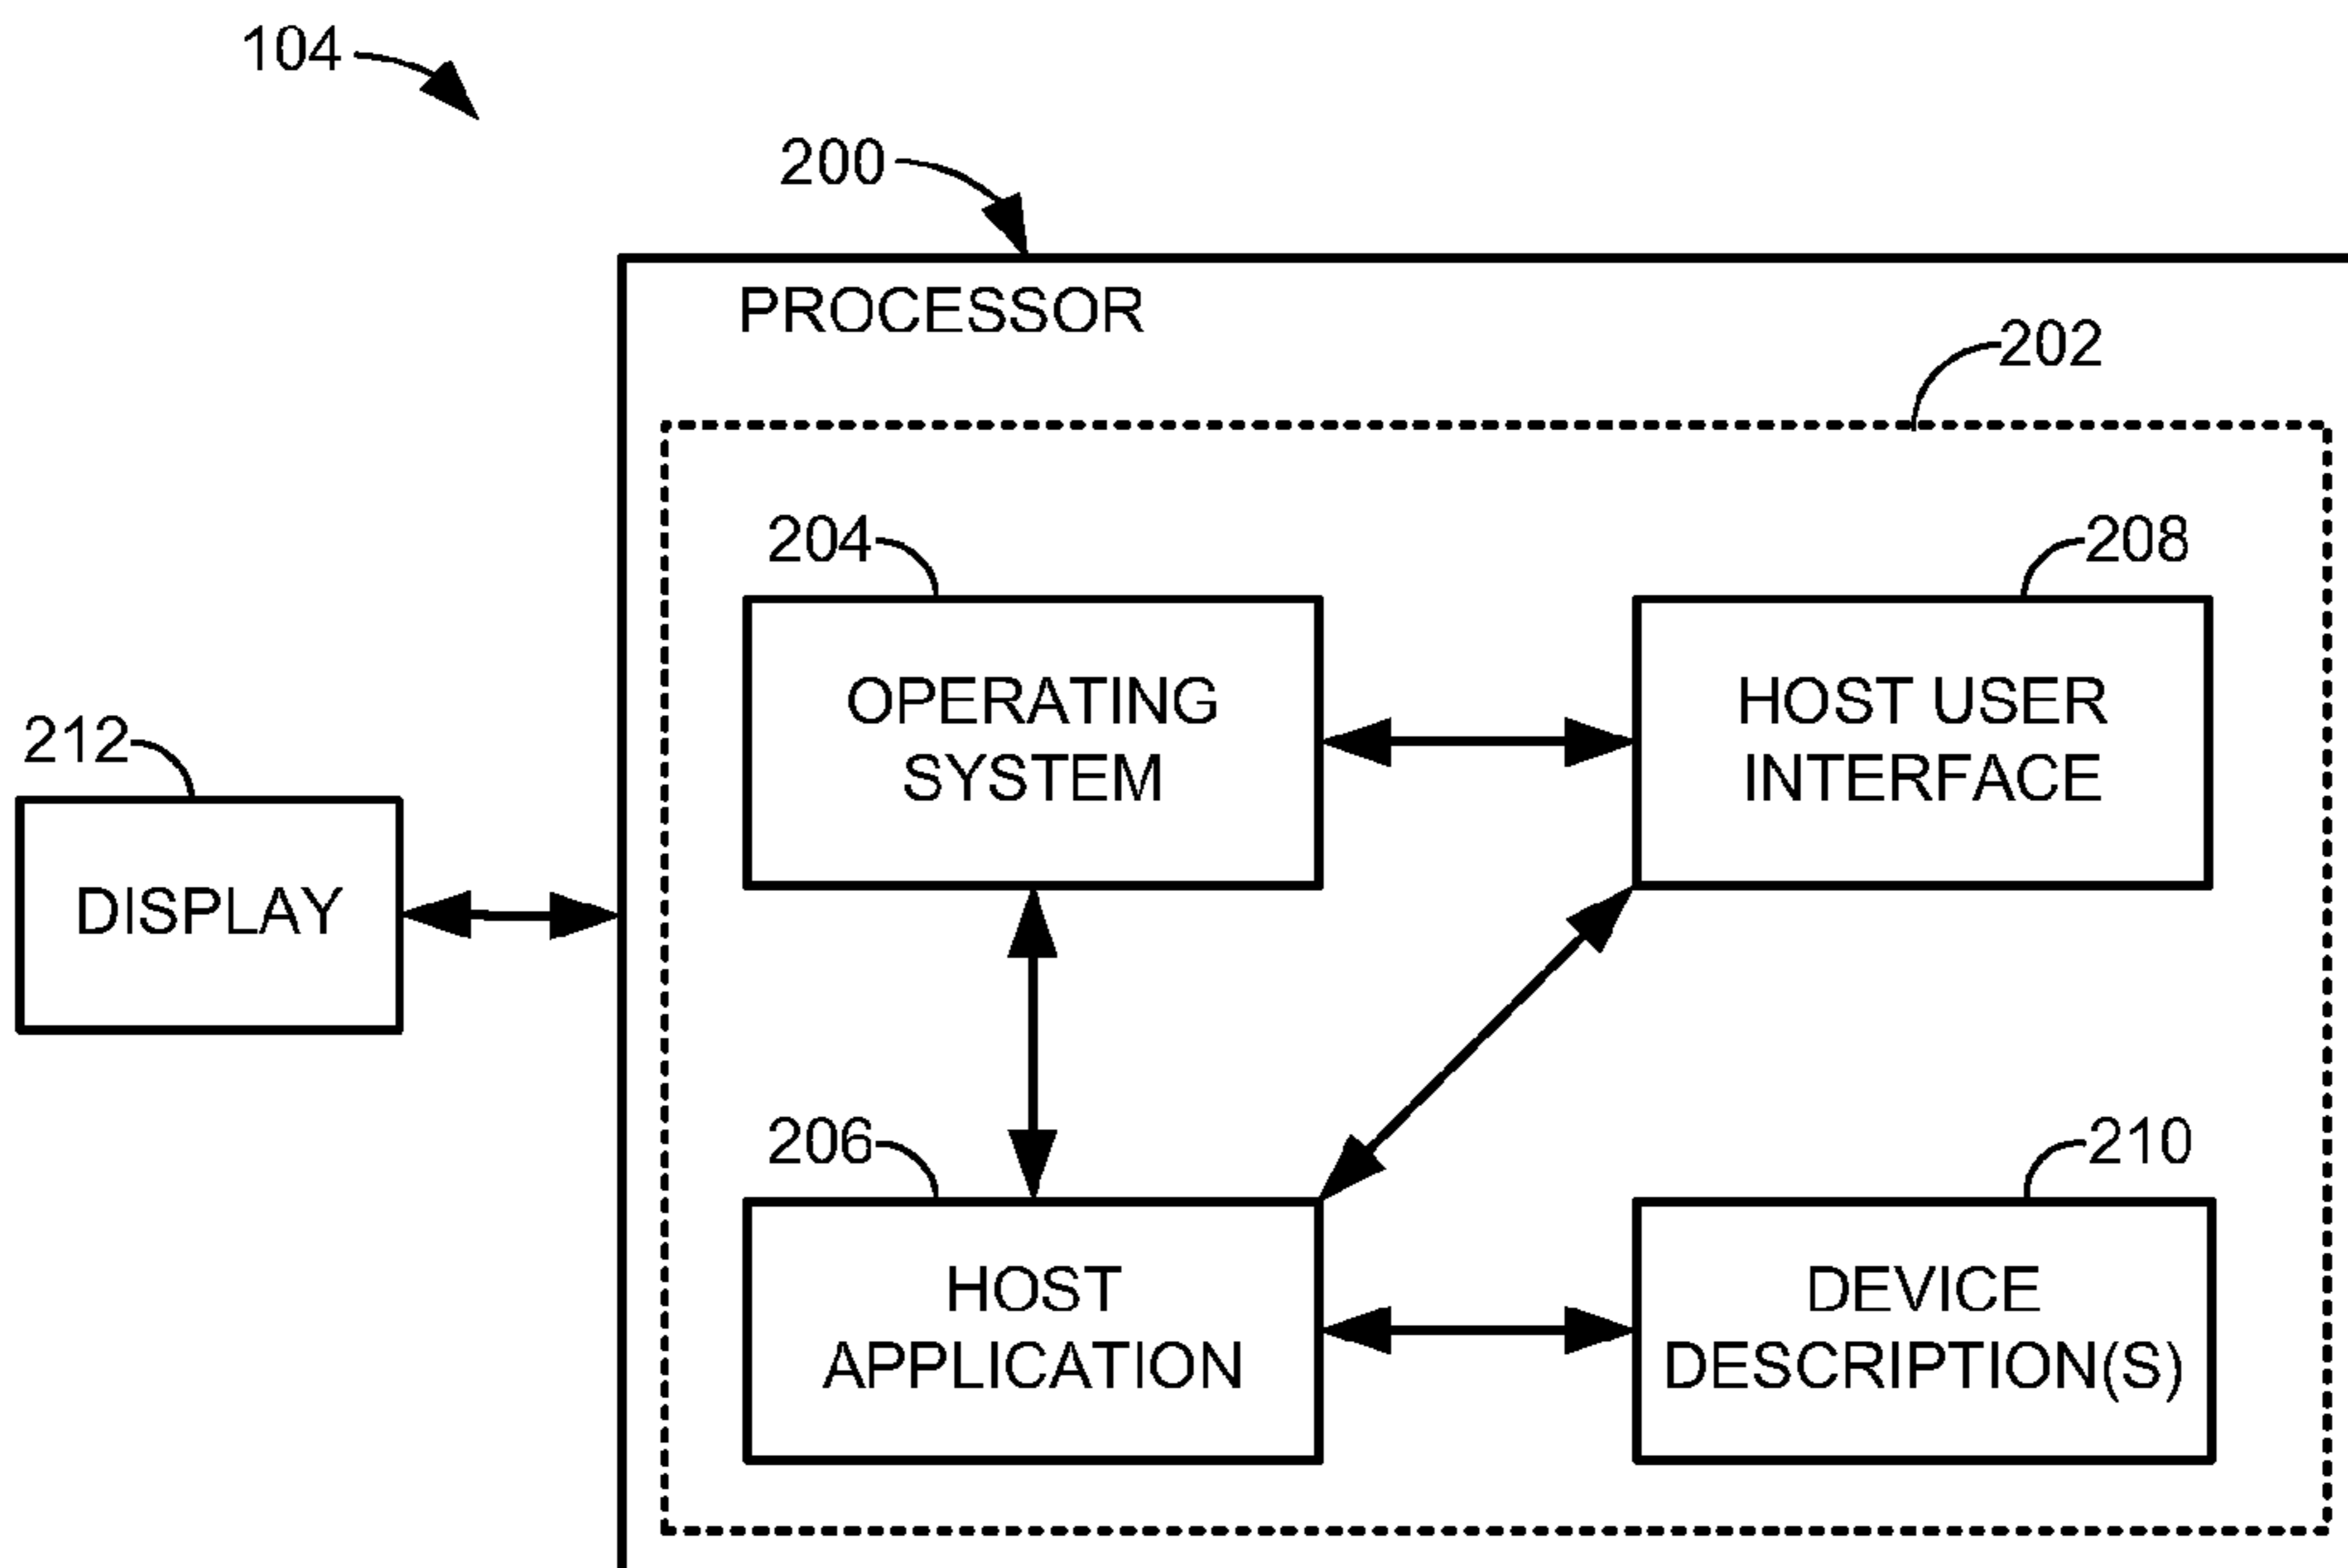 104
200
PROCESSOR
202
204
208
OPERATING
SYSTEM
HOST USER
INTERFACE
212
DISPLAY
206
210
HOST
APPLICATION
DEVICE
DESCRIPTION(S)